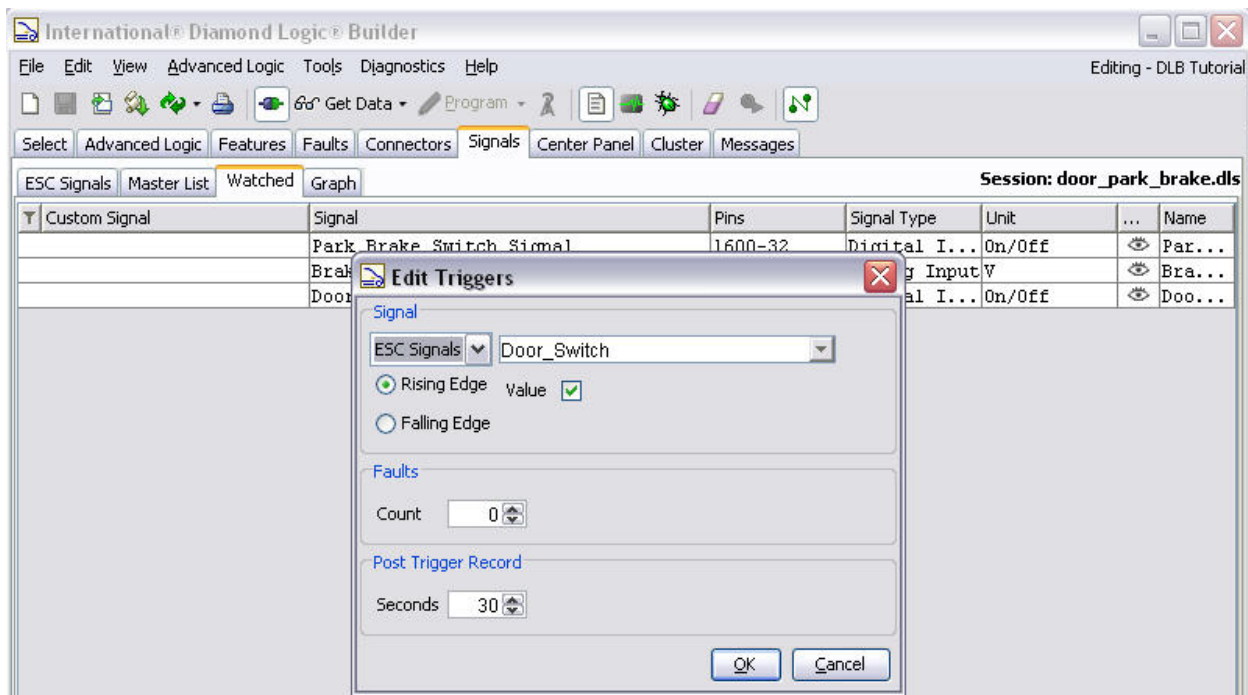 International® Diamond Logic® Builder
File Edit View Advanced Logic Tools Diagnostics Help Editing - DLB Tutorial
Get Data Program
Select Advanced Logic Features Faults Connectors Signals Center Panel Cluster Messages
ESC Signals Master List Watched Graph Session: door_park_brake.dls
Custom Signal Signal Pins Signal Type Unit ... Name
Park Brake Switch Signal 1600-32 Digital I... On/Off Par...
Brak g Input V Bra...
Door al I... On/Off Doo...
Edit Triggers
Signal
ESC Signals Door_Switch
Rising Edge Value
Falling Edge
Faults
Count 0
Post Trigger Record
Seconds 30
OK Cancel